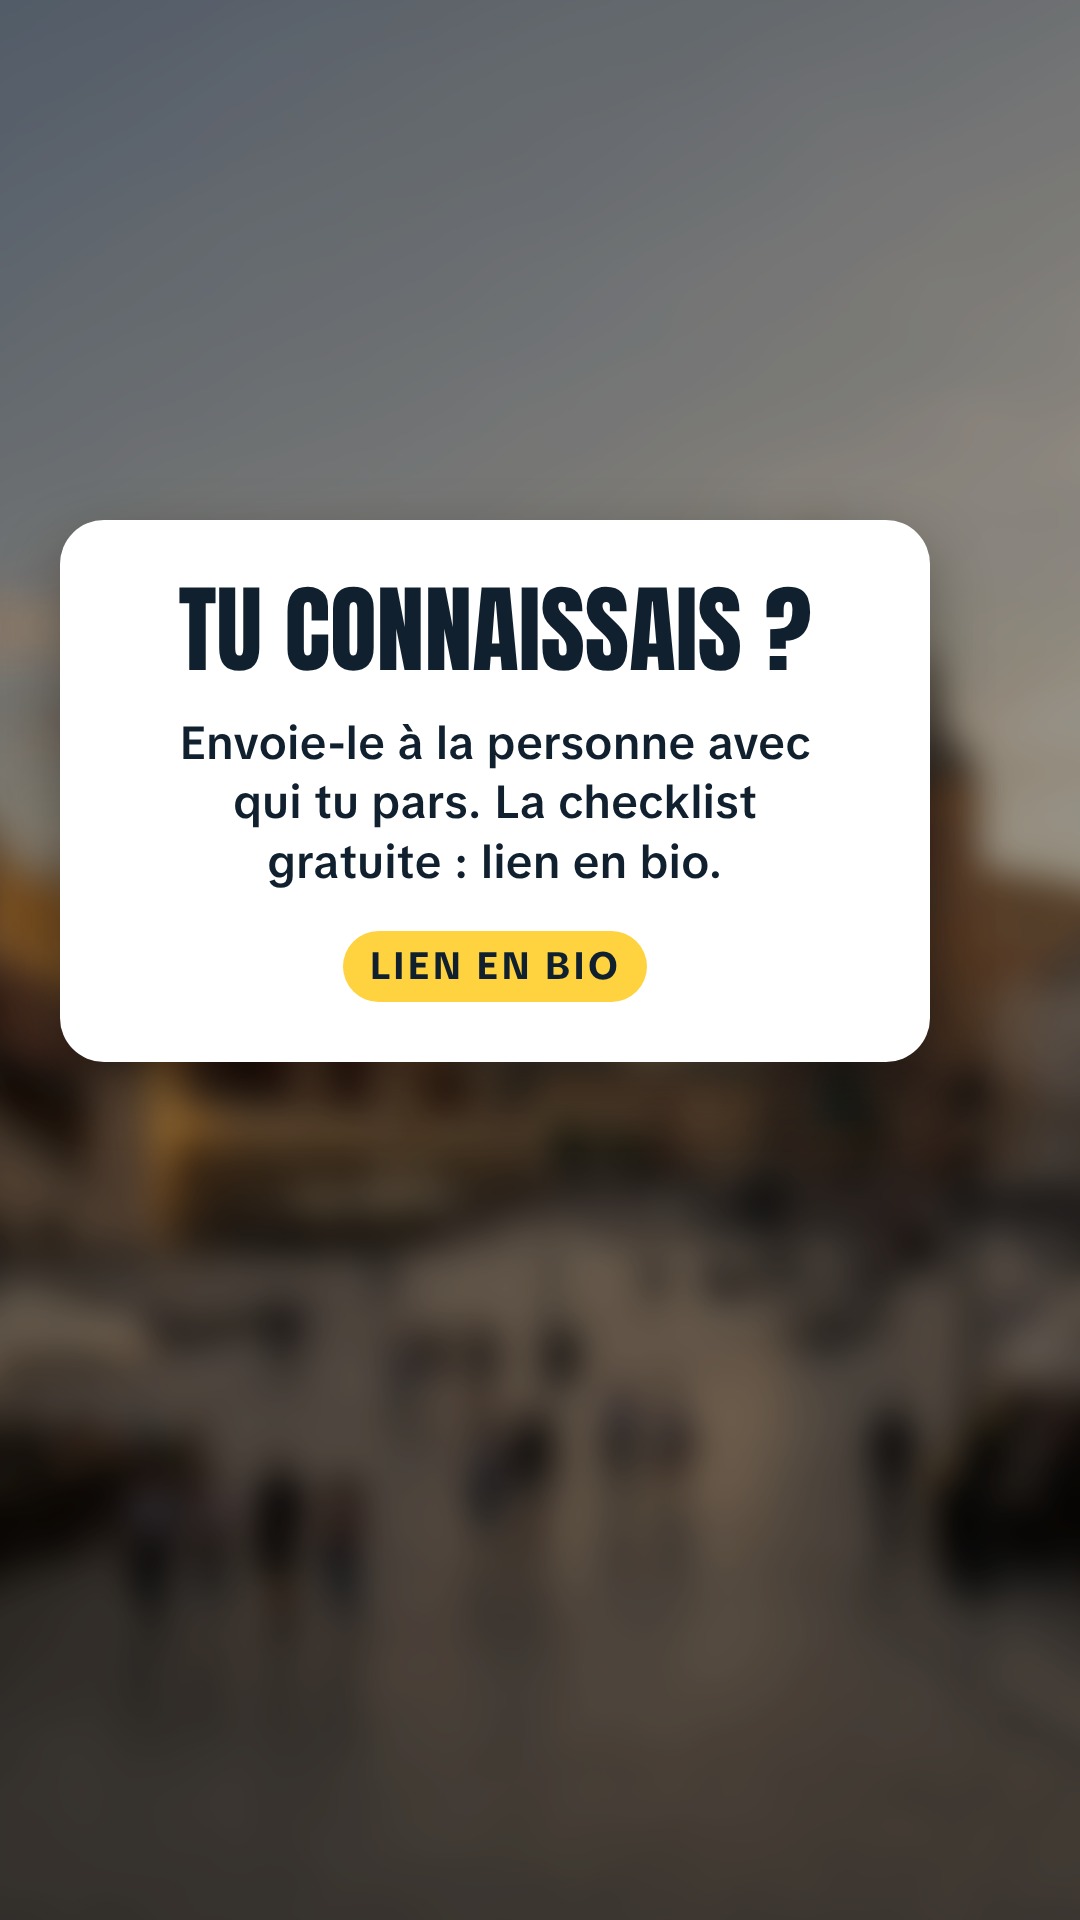 TU CONNAISSAIS ?
Envoie-le à la personne avec
qui tu pars. La checklist
gratuite : lien en bio.
LIEN EN BIO